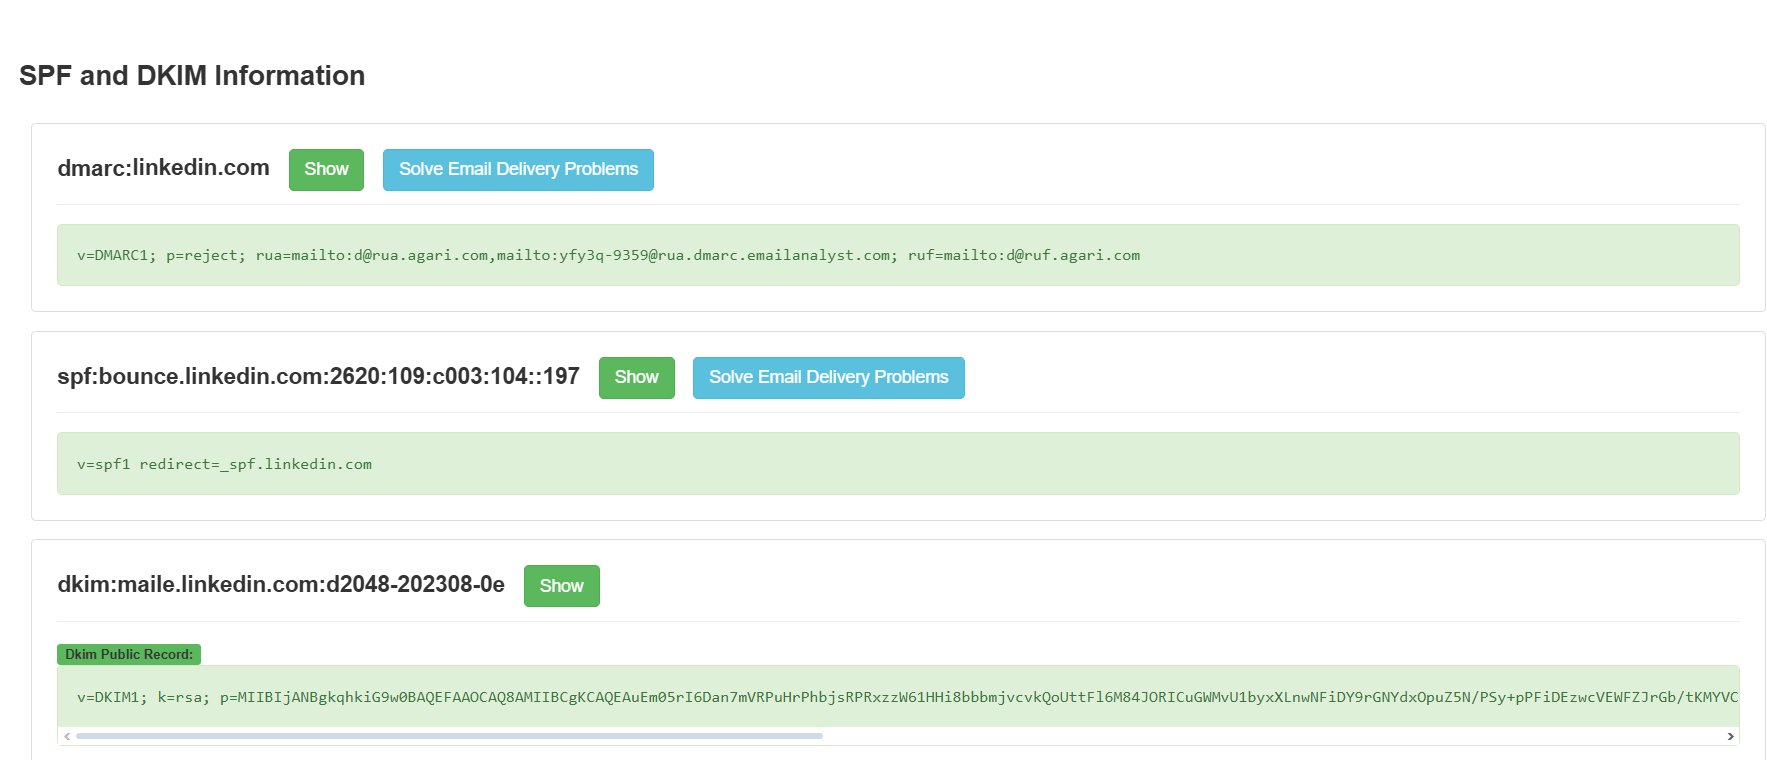 SPF and DKIM Information
dmarc:linkedin.com Show Solve Email Delivery Problems
v=DMARC1; p=reject; rua=mailto:d@rua.agari.com,mailto:yfy3q-9359@rua.dmarc.emailanalyst.com; ruf=mailto:d@ruf.agari.com
spf:bounce.linkedin.com:2620:109:c003:104::197 Show Solve Email Delivery Problems
v=spf1 redirect=_spf.linkedin.com
dkim:maile.linkedin.com:d2048-202308-0e Show
Dkim Public Record:
v=DKIM1; k=rsa; p=MIIBIjANBgkqhkiG9w0BAQEFAAOCAQ8AMIIBCgKCAQEAuEm05rI6Dan7mVRPuHrPhbjsRPRxzzW61HHi8bbbmjvcvkQoUttFl6M84JORICuGWMvU1byxXLnwNFiDY9rGNYdxOpuZ5N/PSy+pPFiDEzwcVEWFZJrGb/tKMYVC